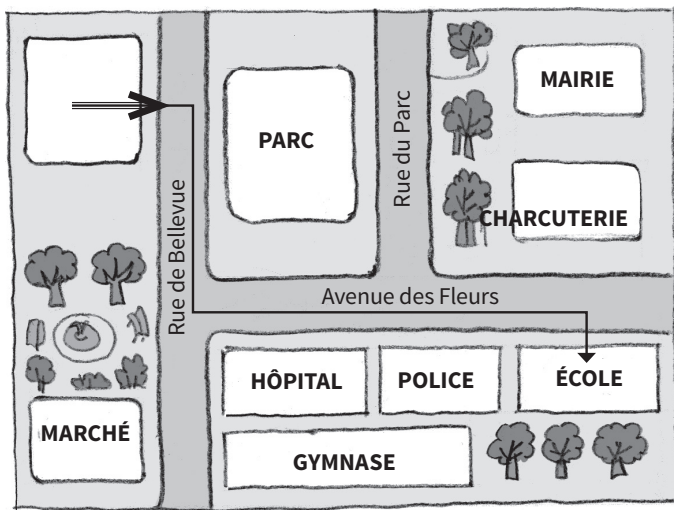 MAIRIE
PARC
Rue du Parc
CHARCUTERIE
Rue de Bellevue
Avenue des Fleurs
HÔPITAL
POLICE
ÉCOLE
MARCHÉ
GYMNASE